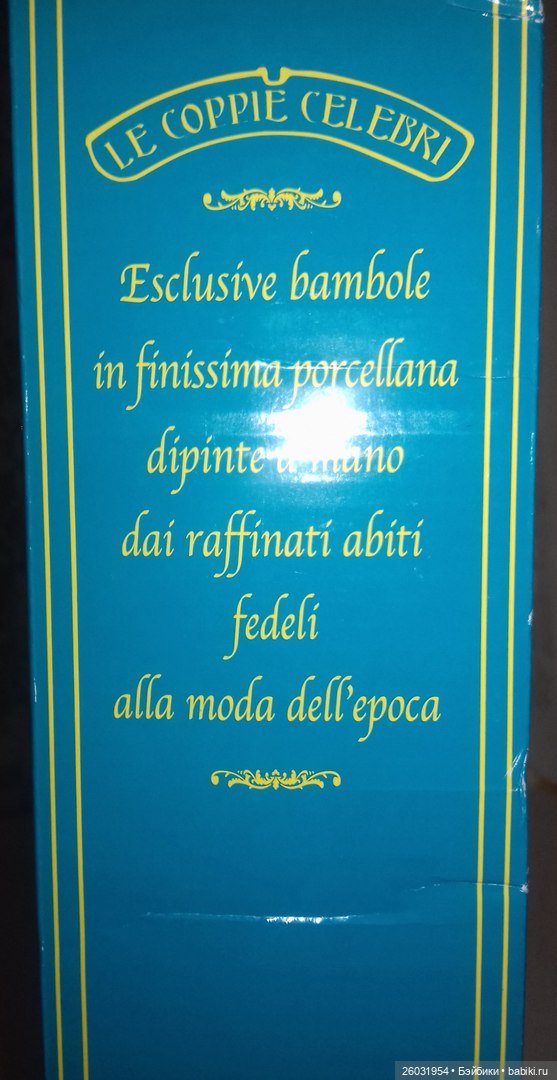 LE COPPIE CELEBRI
Esclusive bambole
in finissima porcellana
dipinte a mano
dai raffinati abiti
fedeli
alla moda dell'epoca
26031954 • Бэйбики • babiki.ru